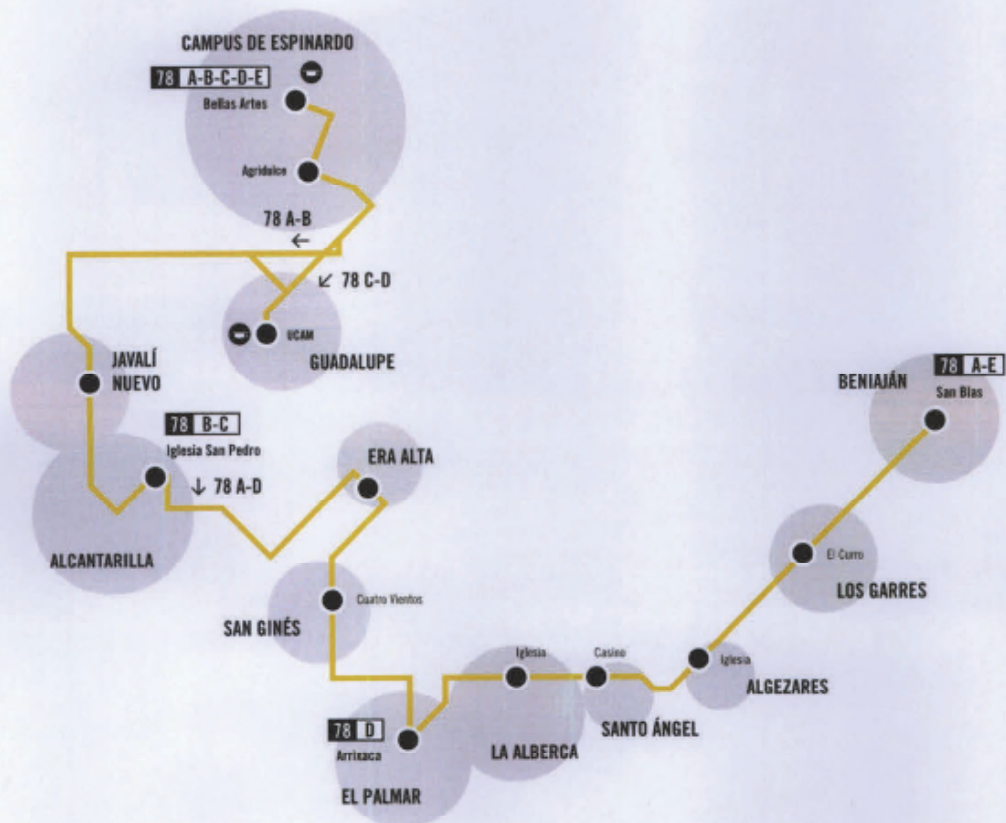 CAMPUS DE ESPINARDO
78 A-B-C-D-E
Bellas Artes
Agridulce
78 A-B
←
↙ 78 C-D
UCAM
GUADALUPE
JAVALÍ
NUEVO
78 B-C
Iglesia San Pedro
↓ 78 A-D
ALCANTARILLA
ERA ALTA
Cuatro Vientos
SAN GINÉS
78 D
Arrixaca
EL PALMAR
Iglesia
LA ALBERCA
Casino
SANTO ÁNGEL
Iglesia
ALGEZARES
El Curro
LOS GARRES
BENIAJÁN
78 A-E
San Blas